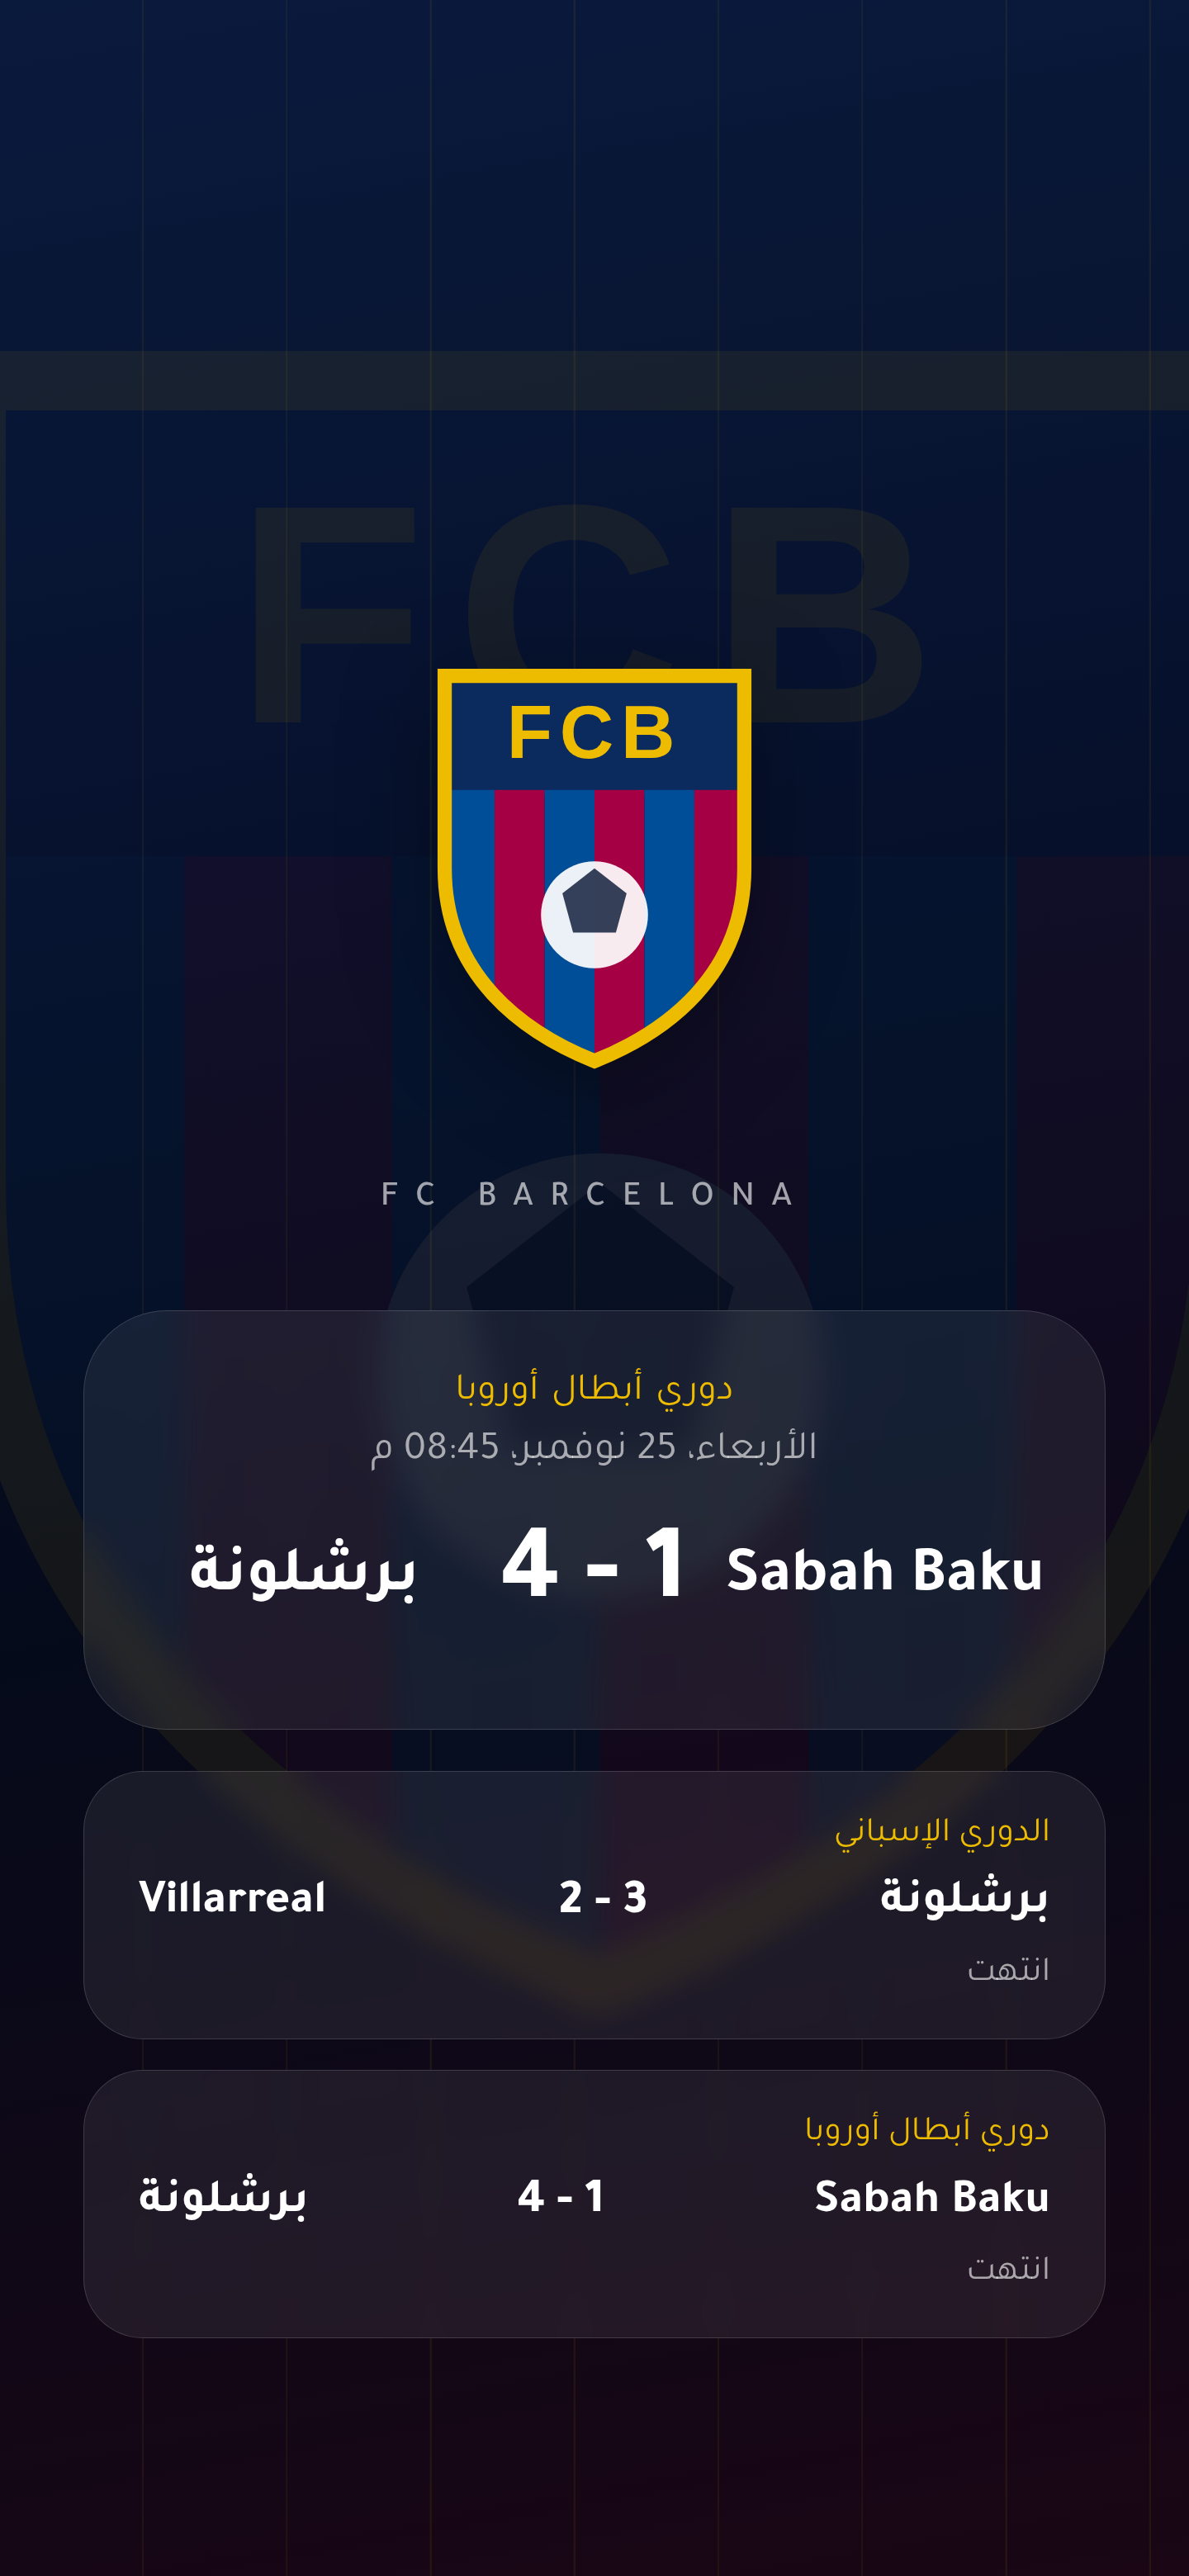 FCB
FCB
FC BARCELONA
دوري أبطال أوروبا
الأربعاء، 25 نوفمبر، 08:45 م
Sabah Baku 4 - 1 برشلونة
الدوري الإسباني
برشلونة 2 - 3 Villarreal
انتهت
دوري أبطال أوروبا
Sabah Baku 4 - 1 برشلونة
انتهت